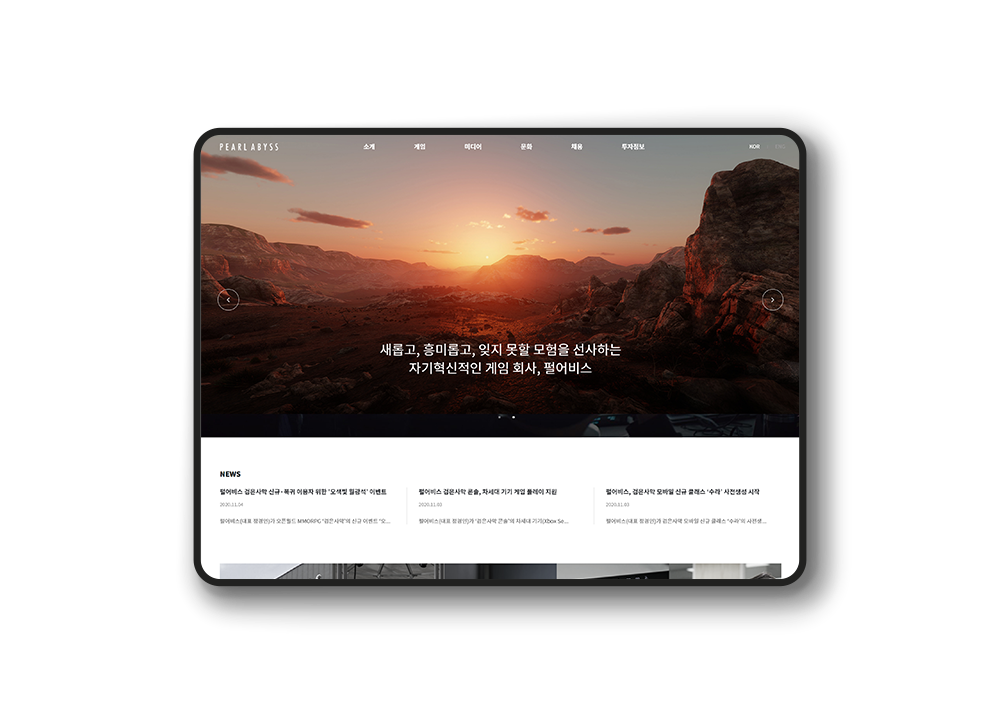 PEARL ABYSS
소개
게임
미디어
문화
채용
투자정보
KOR
ENG
새롭고, 흥미롭고, 잊지 못할 모험을 선사하는
자기혁신적인 게임 회사, 펄어비스
NEWS
펄어비스 검은사막 신규·복귀 이용자 위한 '오색빛 월광석' 이벤트
2020.11.04
펄어비스(대표 정경인)가 오픈월드 MMORPG '검은사막'의 신규 이벤트 '오...
펄어비스 검은사막 콘솔, 차세대 기기 게임 플레이 지원
2020.11.03
펄어비스(대표 정경인)가 '검은사막 콘솔'의 차세대 기기(Xbox Se...
펄어비스, 검은사막 모바일 신규 클래스 '수라' 사전생성 시작
2020.11.03
펄어비스(대표 정경인)가 검은사막 모바일 신규 클래스 '수라'의 사전생...